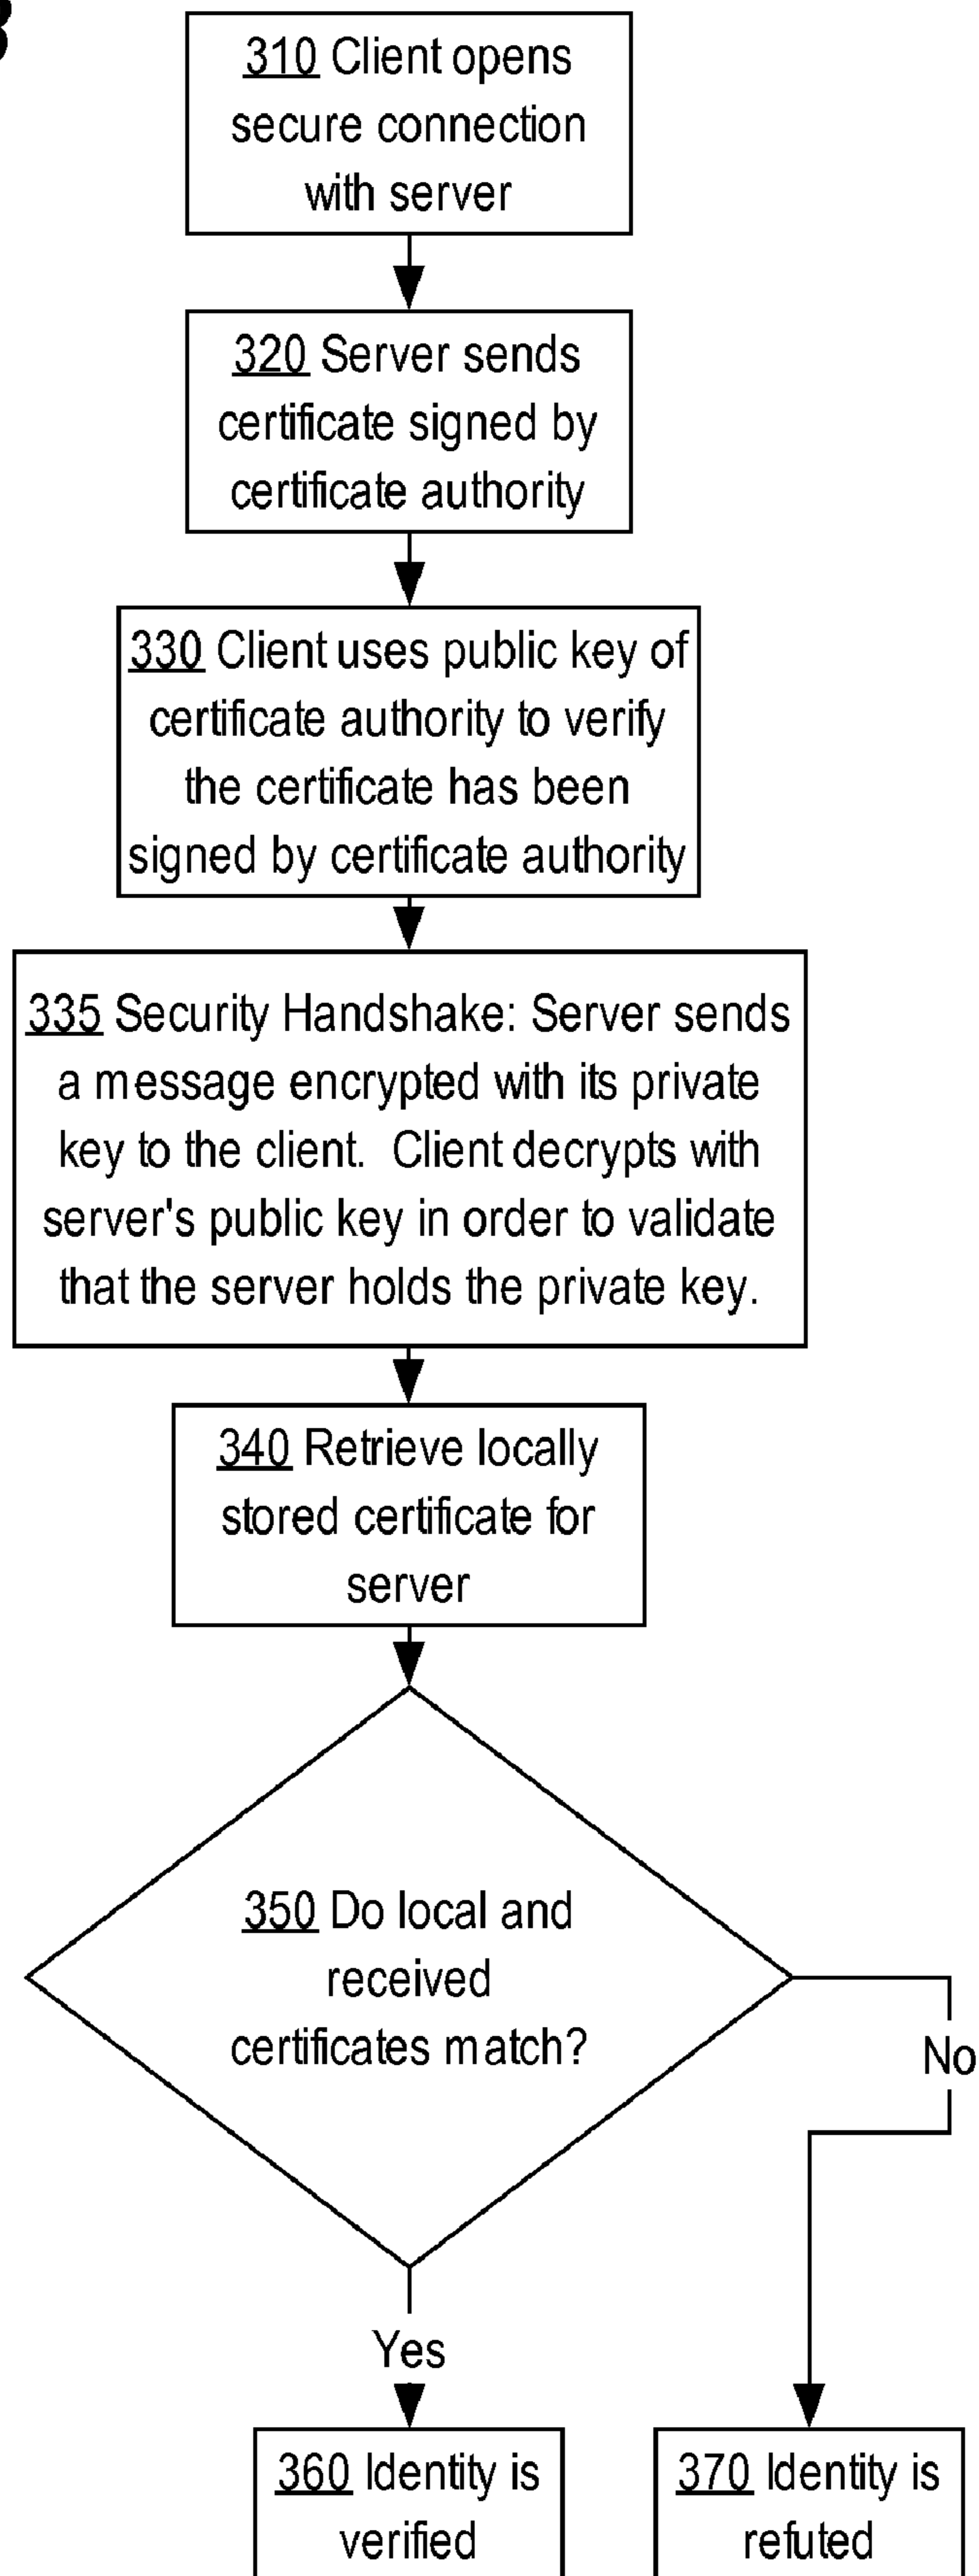 310 Client opens
secure connection
with server
320 Server sends
certificate signed by
certificate authority
330 Client uses public key of
certificate authority to verify
the certificate has been
signed by certificate authority
335 Security Handshake: Server sends
a message encrypted with its private
key to the client. Client decrypts with
server's public key in order to validate
that the server holds the private key.
340 Retrieve locally
stored certificate for
server
350 Do local and
received
certificates match?
No
Yes
360 Identity is
verified
370 Identity is
refuted